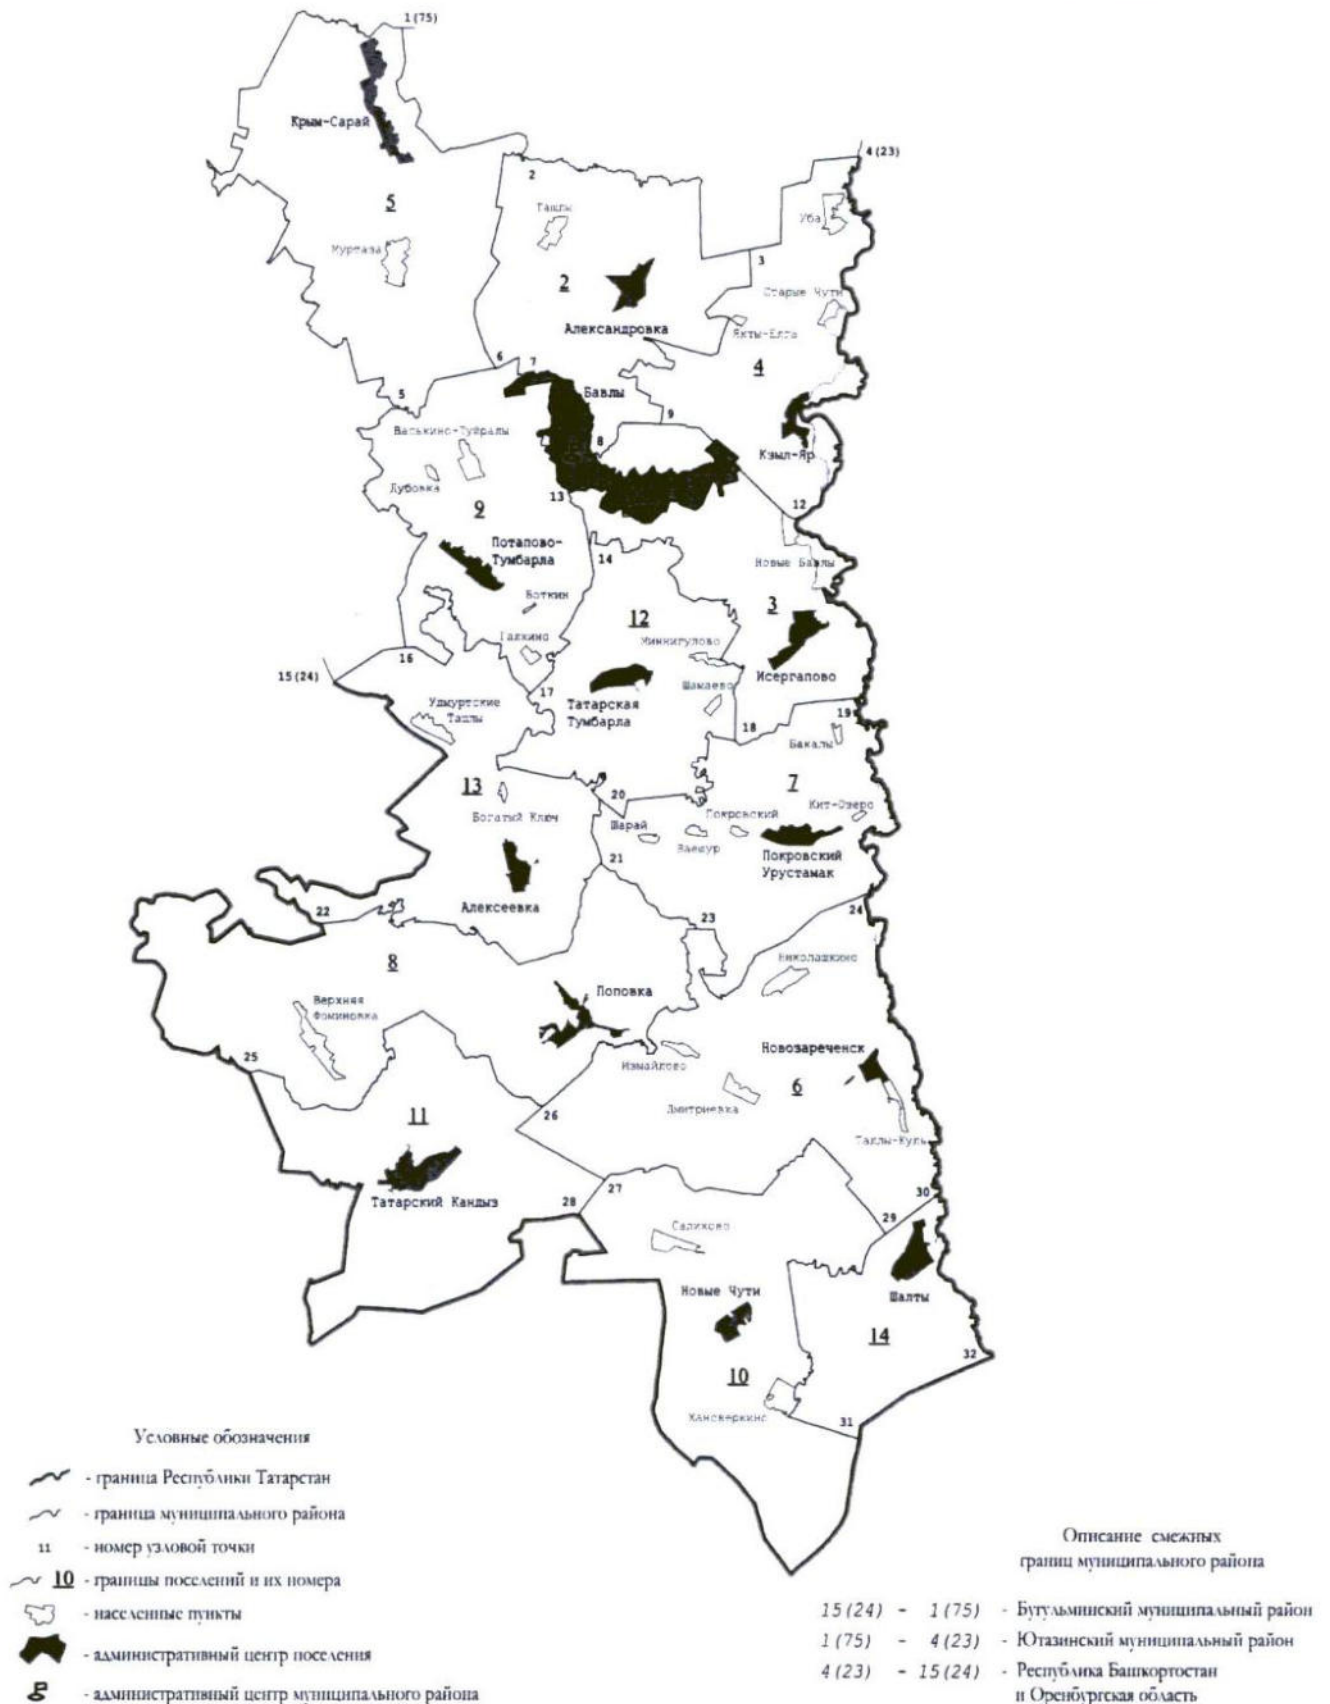 1 (75)
Крым-Сарай
4 (23)
2
5
Ташлы
Уба
Муртаза
3
2
Старые Чути
Александровка
Якты-Елга
6
7
4
5
Бавлы
9
Васькино-Туйралы
8
Кзыл-Яр
Дубовка
13
12
9
Потапово-
Тумбарла
14
Новые Бавлы
Воткин
3
12
Галкино
Миннигулово
16
15 (24)
Исергапово
Шамаево
17
Удмуртские
Ташлы
Татарская
Тумбарла
19
18
Бакалы
13
7
20
Кит-Озеро
Богатый Ключ
Шарай
Покровский
Ваешур
21
Покровский
Урустамак
Алексеевка
22
23
24
8
Николашкино
Поповка
Верхняя
Фоминовка
Новозареченск
25
Измайлово
6
11
26
Дмитриевка
Таллы-Куль
27
30
Татарский Кандыз
28
29
Салихово
Новые Чути
Шалты
14
32
10
Хансверкино
31
Условные обозначения
- граница Республики Татарстан
- граница муниципального района
11 - номер узловой точки
10 - границы поселений и их номера
- населенные пункты
- административный центр поселения
- административный центр муниципального района
Описание смежных
границ муниципального района
15(24) - 1(75) - Бугульминский муниципальный район
1(75) - 4(23) - Ютазинский муниципальный район
4(23) - 15(24) - Республика Башкортостан
и Оренбургская область